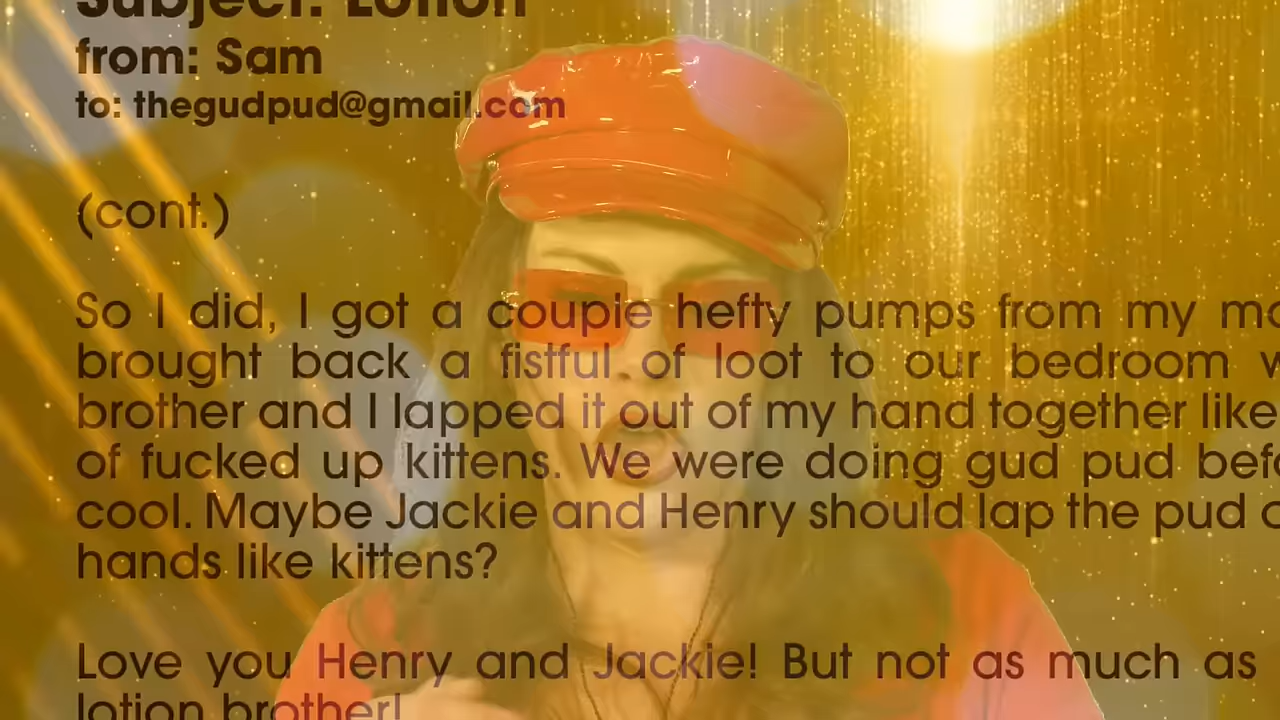 Subject: Lotion
from: Sam
to: thegudpud@gmail.com
(cont.)
So I did, I got a couple hefty pumps from my
brought back a fistful of loot to our bedroom
brother and I lapped it out of my hand together like
of fucked up kittens. We were doing gud pud
cool. Maybe Jackie and Henry should lap the pud
hands like kittens?
Love you Henry and Jackie! But not as much as
lotion brother!